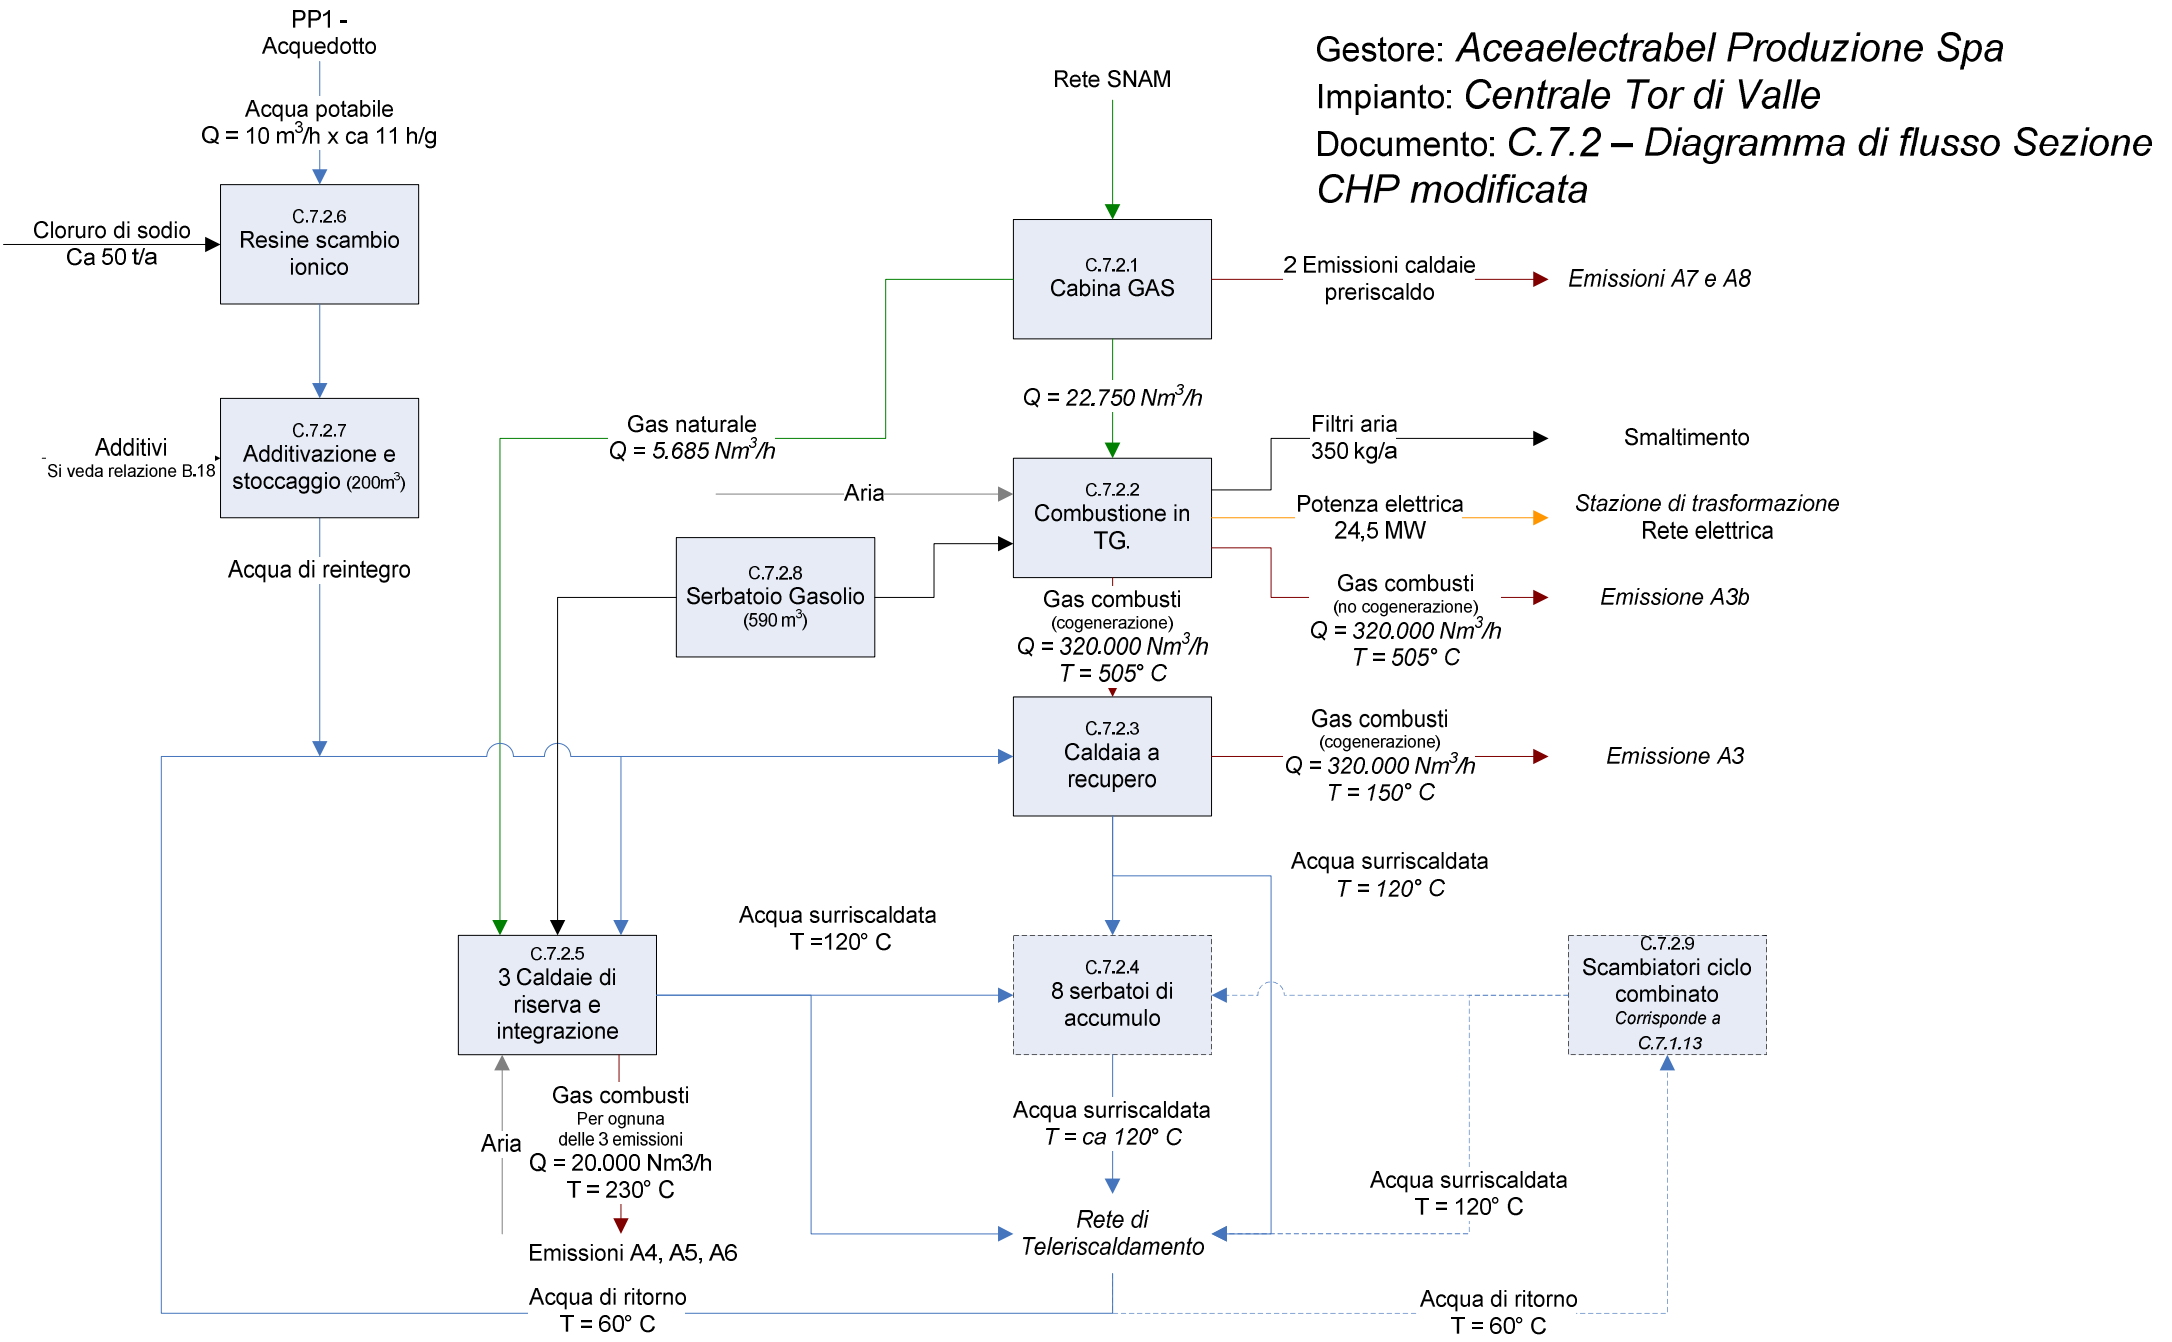 PP1 -
Acquedotto
Acqua potabile
Q = 10 m³/h x ca 11 h/g
Rete SNAM
Gestore: Aceaelectrabel Produzione Spa
Impianto: Centrale Tor di Valle
Documento: C.7.2 – Diagramma di flusso Sezione
CHP modificata
Cloruro di sodio
Ca 50 t/a
C.7.2.6
Resine scambio
ionico
C.7.2.1
Cabina GAS
2 Emissioni caldaie
preriscaldo
Emissioni A7 e A8
Q = 22.750 Nm³/h
Gas naturale
Q = 5.685 Nm³/h
Additivi
Si veda relazione B.18
C.7.2.7
Additivazione e
stoccaggio (200m³)
Filtri aria
350 kg/a
Smaltimento
Aria
C.7.2.2
Combustione in
TG.
Potenza elettrica
24,5 MW
Stazione di trasformazione
Rete elettrica
Acqua di reintegro
C.7.2.8
Serbatoio Gasolio
(590 m³)
Gas combusti
(cogenerazione)
Q = 320.000 Nm³/h
T = 505° C
Gas combusti
(no cogenerazione)
Q = 320.000 Nm³/h
T = 505° C
Emissione A3b
C.7.2.3
Caldaia a
recupero
Gas combusti
(cogenerazione)
Q = 320.000 Nm³/h
T = 150° C
Emissione A3
Acqua surriscaldata
T = 120° C
Acqua surriscaldata
T =120° C
C.7.2.5
3 Caldaie di
riserva e
integrazione
C.7.2.4
8 serbatoi di
accumulo
C.7.2.9
Scambiatori ciclo
combinato
Corrisponde a
C.7.1.13
Aria
Gas combusti
Per ognuna
delle 3 emissioni
Q = 20.000 Nm3/h
T = 230° C
Emissioni A4, A5, A6
Acqua surriscaldata
T = ca 120° C
Acqua surriscaldata
T = 120° C
Rete di
Teleriscaldamento
Acqua di ritorno
T = 60° C
Acqua di ritorno
T = 60° C